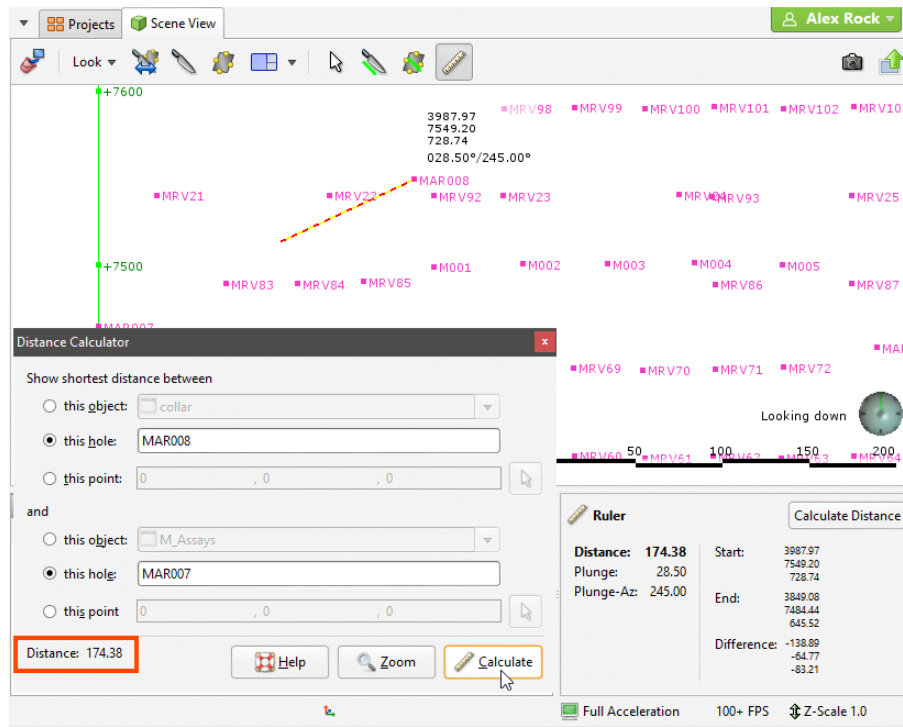 Projects Scene View Alex Rock
Look
+7600
3987.97
7549.20
728.74
028.50°/245.00°
MRV98 MRV99 MRV100 MRV101 MRV102
MAR008
MRV21 MRV22 MRV92 MRV23 MRV93 MRV25
+7500
M001 M002 M003 M004 M005
MRV83 MRV84 MRV85 MRV86 MRV87
MAR007
Distance Calculator x
Show shortest distance between
this object: collar
this hole: MAR008
this point: 0 , 0 , 0
and
this object: M_Assays
this hole: MAR007
this point 0 , 0 , 0
Distance: 174.38
Help Zoom Calculate
MRV69 MRV70 MRV71 MRV72
Looking down
50 100 150 200
MRV60 MRV61 MRV62 MRV63 MRV64
Ruler Calculate Distance
Distance: 174.38
Plunge: 28.50
Plunge-Az: 245.00
Start: 3987.97
7549.20
728.74
End: 3849.08
7484.44
645.52
Difference: -138.89
-64.77
-83.21
Full Acceleration 100+ FPS Z-Scale 1.0